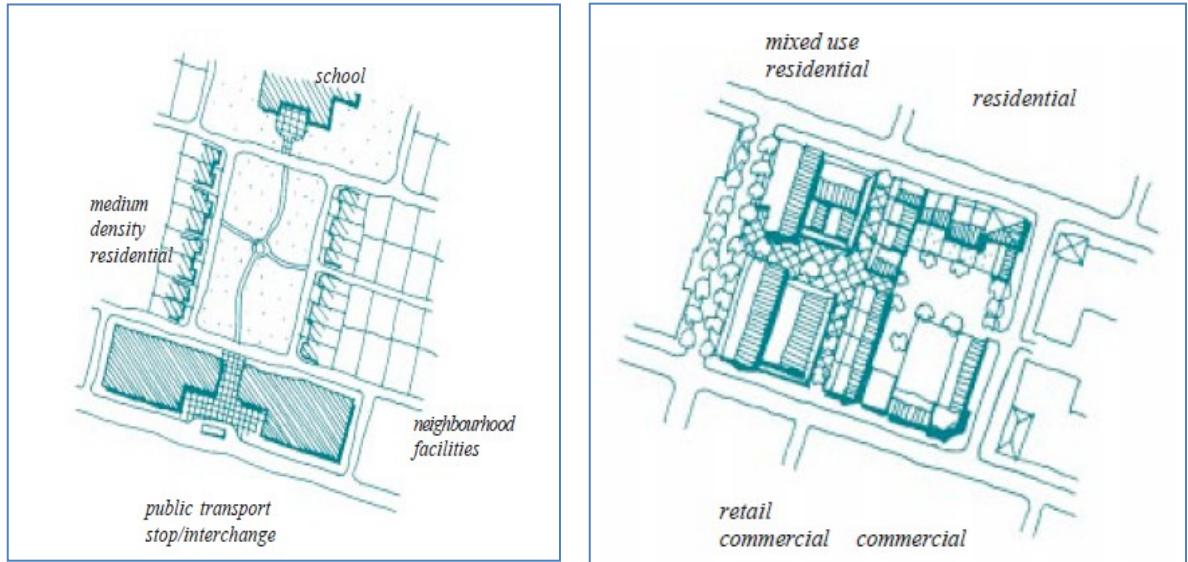 school
medium
density
residential
neighbourhood
facilities
public transport
stop/interchange
mixed use
residential
residential
retail
commercial commercial